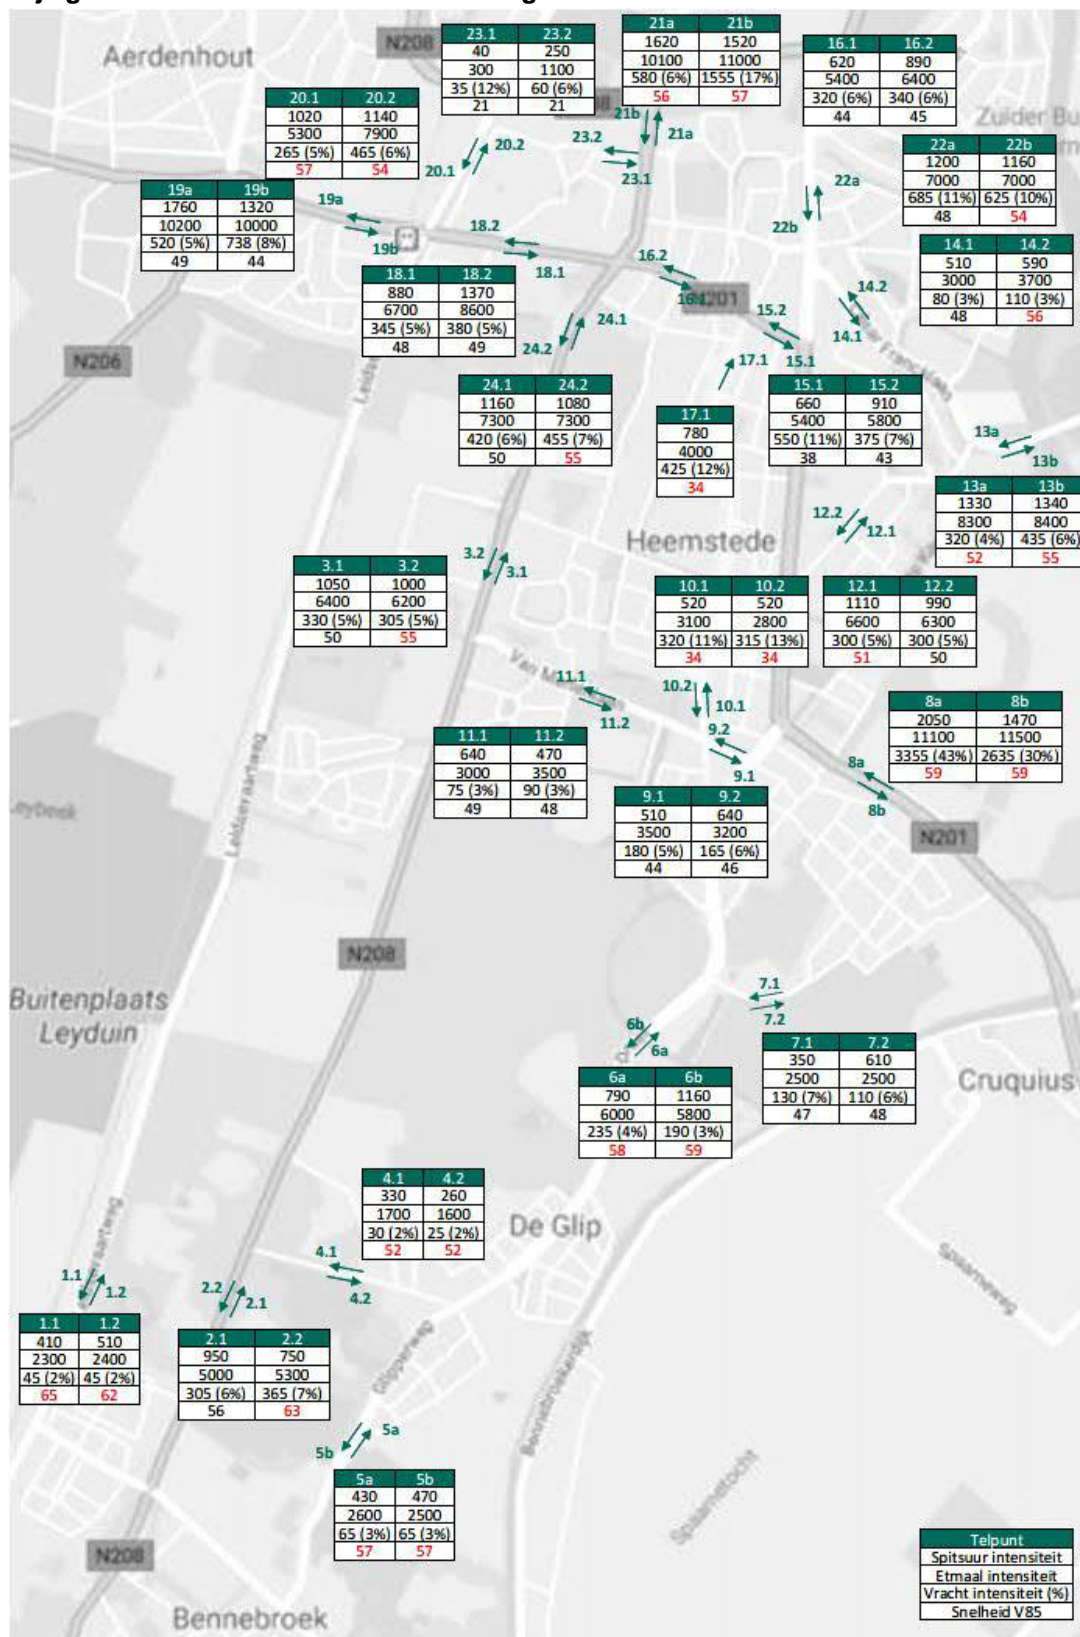 Aerdenhout
N208
23.1 23.2
40 250
300 1100
35 (12%) 60 (6%)
21 21
21a 21b
1620 1520
10100 11000
580 (6%) 1555 (17%)
56 57
16.1 16.2
620 890
5400 6400
320 (6%) 340 (6%)
44 45
20.1 20.2
1020 1140
5300 7900
265 (5%) 465 (6%)
57 54
21b
21a
23.2
23.1
20.2
20.1
Zuider Bu
22a 22b
1200 1160
7000 7000
685 (11%) 625 (10%)
48 54
19a 19b
1760 1320
10200 10000
520 (5%) 738 (8%)
49 44
19a
19b
18.2
18.1
22a
22b
16.2
N201
18.1 18.2
880 1370
6700 8600
345 (5%) 380 (5%)
48 49
14.1 14.2
510 590
3000 3700
80 (3%) 110 (3%)
48 56
14.2
14.1
15.2
15.1
24.1
24.2
17.1
N206
24.1 24.2
1160 1080
7300 7300
420 (6%) 455 (7%)
50 55
17.1
780
4000
425 (12%)
34
15.1 15.2
660 910
5400 5800
550 (11%) 375 (7%)
38 43
13a
13b
13a 13b
1330 1340
8300 8400
320 (4%) 435 (6%)
52 55
12.2
12.1
Heemstede
3.2
3.1
3.1 3.2
1050 1000
6400 6200
330 (5%) 305 (5%)
50 55
10.1 10.2
520 520
3100 2800
320 (11%) 315 (13%)
34 34
12.1 12.2
1110 990
6600 6300
300 (5%) 300 (5%)
51 50
11.1
11.2
10.2
10.1
9.2
9.1
8a 8b
2050 1470
11100 11500
3355 (43%) 2635 (30%)
59 59
11.1 11.2
640 470
3000 3500
75 (3%) 90 (3%)
49 48
8a
8b
9.1 9.2
510 640
3500 3200
180 (5%) 165 (6%)
44 46
Leidsevaartweg
N201
N208
Buitenplaats
Leyduin
7.1
7.2
6b
6a
7.1 7.2
350 610
2500 2500
130 (7%) 110 (6%)
47 48
6a 6b
790 1160
6000 5800
235 (4%) 190 (3%)
58 59
Cruquius
4.1 4.2
330 260
1700 1600
30 (2%) 25 (2%)
52 52
De Glip
4.1
4.2
1.1
1.2
2.2
2.1
Spaarneweg
1.1 1.2
410 510
2300 2400
45 (2%) 45 (2%)
65 62
2.1 2.2
950 750
5000 5300
305 (6%) 365 (7%)
56 63
Glipperweg
Bennebroekerdijk
5a
5b
5a 5b
430 470
2600 2500
65 (3%) 65 (3%)
57 57
Spaarnetocht
N208
Bennebroek
Telpunt
Spitsuur intensiteit
Etmaal intensiteit
Vracht intensiteit (%)
Snelheid V85